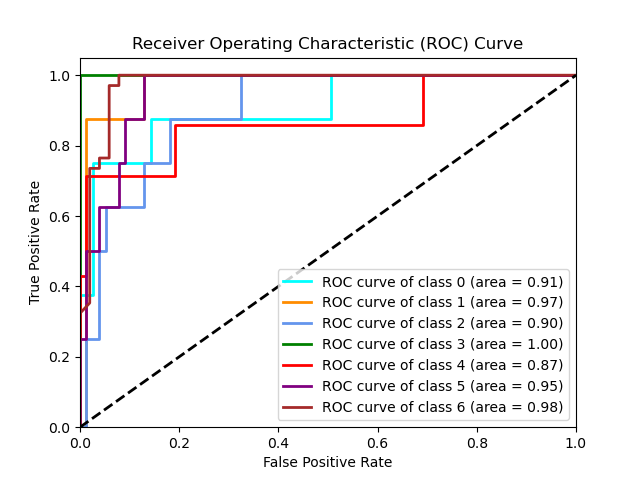 Receiver Operating Characteristic (ROC) Curve
1.0
0.8
0.6
0.4
0.2
0.0
True Positive Rate
ROC curve of class 0 (area = 0.91)
ROC curve of class 1 (area = 0.97)
ROC curve of class 2 (area = 0.90)
ROC curve of class 3 (area = 1.00)
ROC curve of class 4 (area = 0.87)
ROC curve of class 5 (area = 0.95)
ROC curve of class 6 (area = 0.98)
0.0 0.2 0.4 0.6 0.8 1.0
False Positive Rate